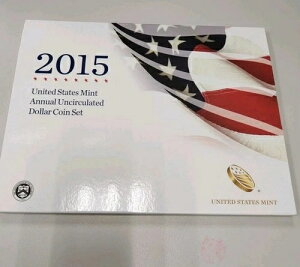 2015
United States Mint
Annual Uncirculated
Dollar Coin Set
UNITED STATES MINT